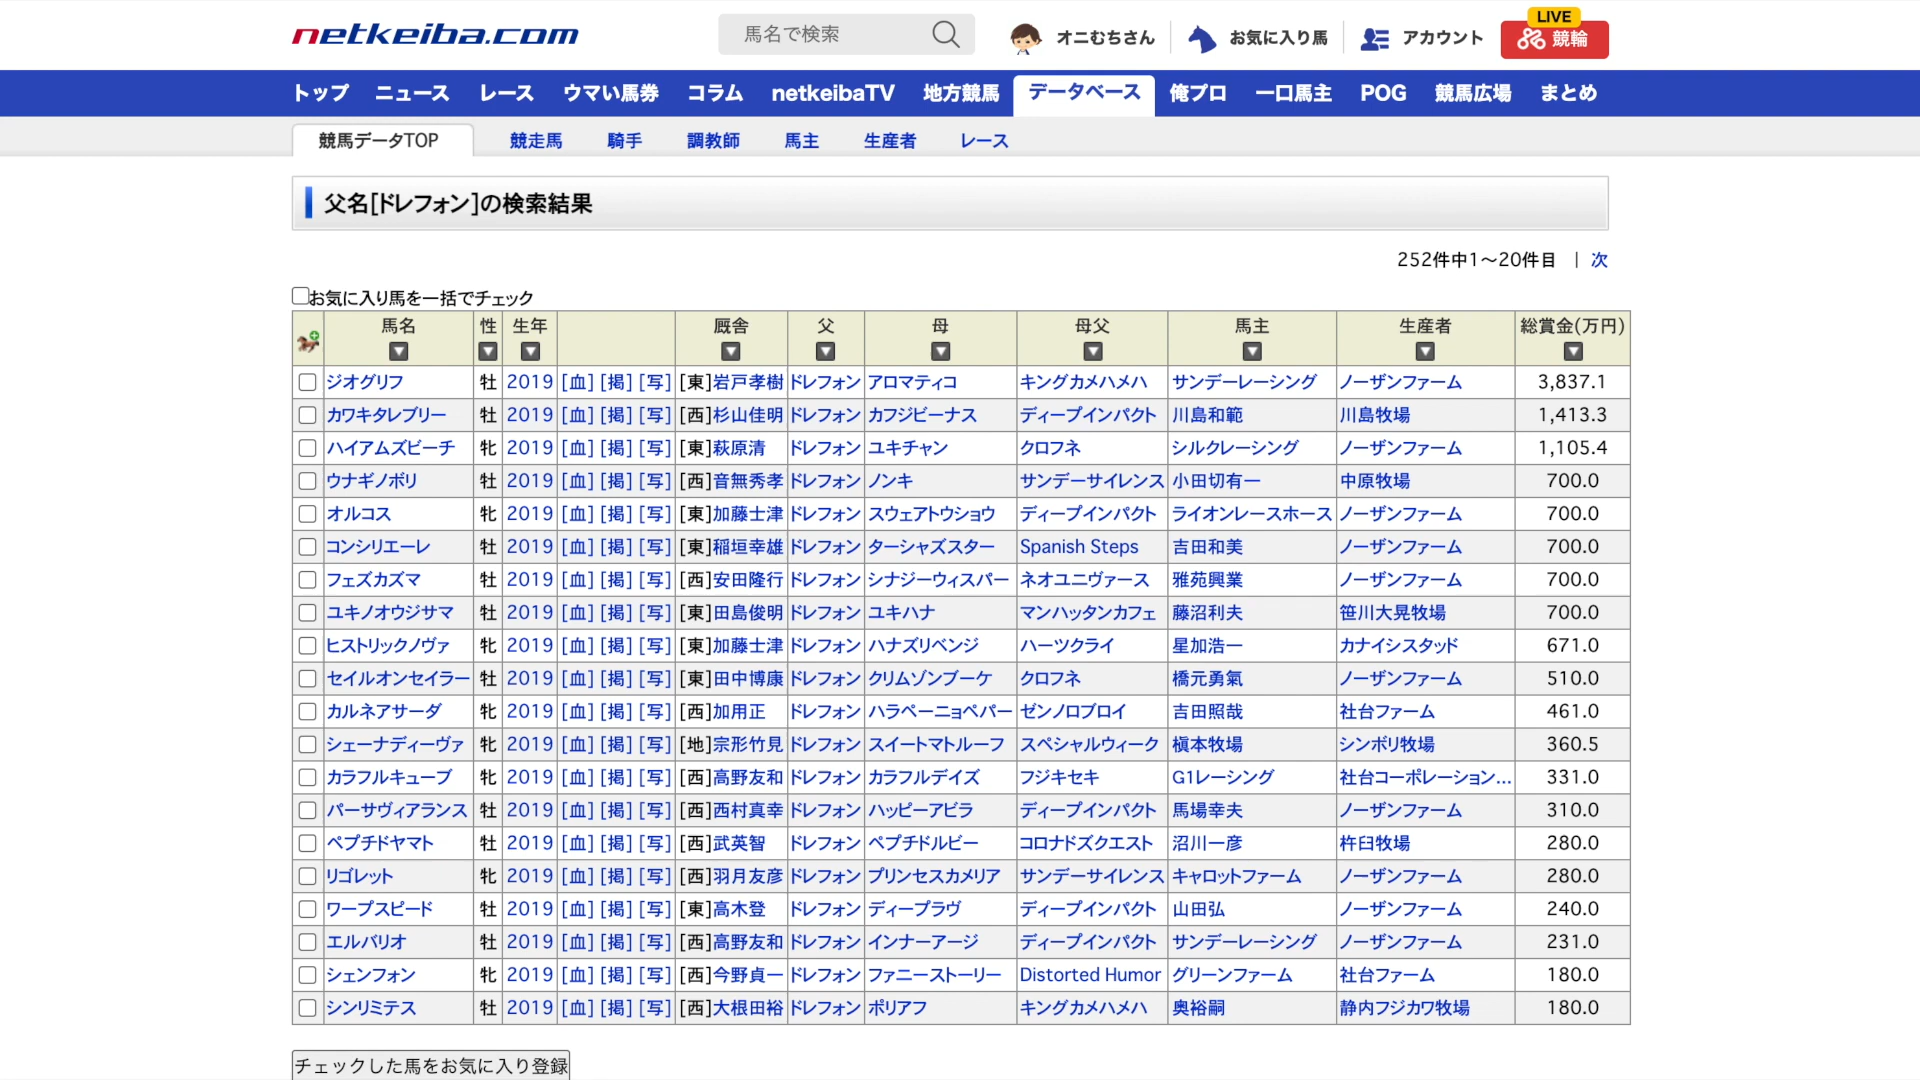 netkeiba.com
馬名で検索
オニむちさん
お気に入り馬
アカウント
LIVE
競輪
トップ ニュース レース ウマい馬券 コラム netkeibaTV 地方競馬 データベース 俺プロ 一口馬主 POG 競馬広場 まとめ
競馬データTOP 競走馬 騎手 調教師 馬主 生産者 レース
父名[ドレフォン]の検索結果
252件中1～20件目 | 次
お気に入り馬を一括でチェック
馬名 性 生年 厩舎 父 母 母父 馬主 生産者 総賞金(万円)
ジオグリフ 牡 2019 [血] [掲] [写] [東]岩戸孝樹 ドレフォン アロマティコ キングカメハメハ サンデーレーシング ノーザンファーム 3,837.1
カワキタレブリー 牡 2019 [血] [掲] [写] [西]杉山佳明 ドレフォン カフジビーナス ディープインパクト 川島和範 川島牧場 1,413.3
ハイアムズビーチ 牝 2019 [血] [掲] [写] [東]萩原清 ドレフォン ユキチャン クロフネ シルクレーシング ノーザンファーム 1,105.4
ウナギノボリ 牡 2019 [血] [掲] [写] [西]音無秀孝 ドレフォン ノンキ サンデーサイレンス 小田切有一 中原牧場 700.0
オルコス 牝 2019 [血] [掲] [写] [東]加藤士津 ドレフォン スウェアトウショウ ディープインパクト ライオンレースホース ノーザンファーム 700.0
コンシリエーレ 牡 2019 [血] [掲] [写] [東]稲垣幸雄 ドレフォン ターシャズスター Spanish Steps 吉田和美 ノーザンファーム 700.0
フェズカズマ 牡 2019 [血] [掲] [写] [西]安田隆行 ドレフォン シナジーウィスパー ネオユニヴァース 雅苑興業 ノーザンファーム 700.0
ユキノオウジサマ 牡 2019 [血] [掲] [写] [東]田島俊明 ドレフォン ユキハナ マンハッタンカフェ 藤沼利夫 笹川大晃牧場 700.0
ヒストリックノヴァ 牝 2019 [血] [掲] [写] [東]加藤士津 ドレフォン ハナズリベンジ ハーツクライ 星加浩一 カナイシスタッド 671.0
セイルオンセイラー 牡 2019 [血] [掲] [写] [東]田中博康 ドレフォン クリムゾンブーケ クロフネ 橋元勇氣 ノーザンファーム 510.0
カルネアサーダ 牝 2019 [血] [掲] [写] [西]加用正 ドレフォン ハラペーニョペパー ゼンノロブロイ 吉田照哉 社台ファーム 461.0
シェーナディーヴァ 牝 2019 [血] [掲] [写] [地]宗形竹見 ドレフォン スイートマトルーフ スペシャルウィーク 槇本牧場 シンボリ牧場 360.5
カラフルキューブ 牝 2019 [血] [掲] [写] [西]高野友和 ドレフォン カラフルデイズ フジキセキ G1レーシング 社台コーポレーション... 331.0
パーサヴィアランス 牡 2019 [血] [掲] [写] [西]西村真幸 ドレフォン ハッピーアビラ ディープインパクト 馬場幸夫 ノーザンファーム 310.0
ペプチドヤマト 牡 2019 [血] [掲] [写] [西]武英智 ドレフォン ペプチドルビー コロナドズクエスト 沼川一彦 杵臼牧場 280.0
リゴレット 牝 2019 [血] [掲] [写] [西]羽月友彦 ドレフォン プリンセスカメリア サンデーサイレンス キャロットファーム ノーザンファーム 280.0
ワープスピード 牡 2019 [血] [掲] [写] [東]高木登 ドレフォン ディープラヴ ディープインパクト 山田弘 ノーザンファーム 240.0
エルバリオ 牡 2019 [血] [掲] [写] [西]高野友和 ドレフォン インナーアージ ディープインパクト サンデーレーシング ノーザンファーム 231.0
シェンフォン 牝 2019 [血] [掲] [写] [西]今野貞一 ドレフォン ファニーストーリー Distorted Humor グリーンファーム 社台ファーム 180.0
シンリミテス 牡 2019 [血] [掲] [写] [西]大根田裕 ドレフォン ポリアフ キングカメハメハ 奥裕嗣 静内フジカワ牧場 180.0
チェックした馬をお気に入り登録